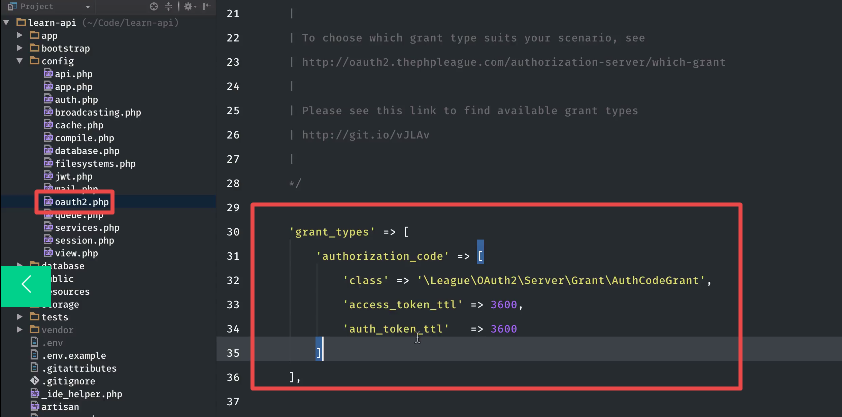 Project
learn-api (~/Code/learn-api)
app
bootstrap
config
api.php
app.php
auth.php
broadcasting.php
cache.php
compile.php
database.php
filesystems.php
jwt.php
mail.php
oauth2.php
queue.php
services.php
session.php
view.php
database
ublic
esources
torage
tests
vendor
.env
.env.example
.gitattributes
.gitignore
_ide_helper.php
artisan
21 |
22 | To choose which grant type suits your scenario, see
23 | http://oauth2.thephpleague.com/authorization-server/which-grant
24 |
25 | Please see this link to find available grant types
26 | http://git.io/vJLAv
27 |
28 */
29
30 'grant_types' => [
31 'authorization_code' => [
32 'class' => '\League\OAuth2\Server\Grant\AuthCodeGrant',
33 'access_token_ttl' => 3600,
34 'auth_token_ttl' => 3600
35 ]
36 ],
37